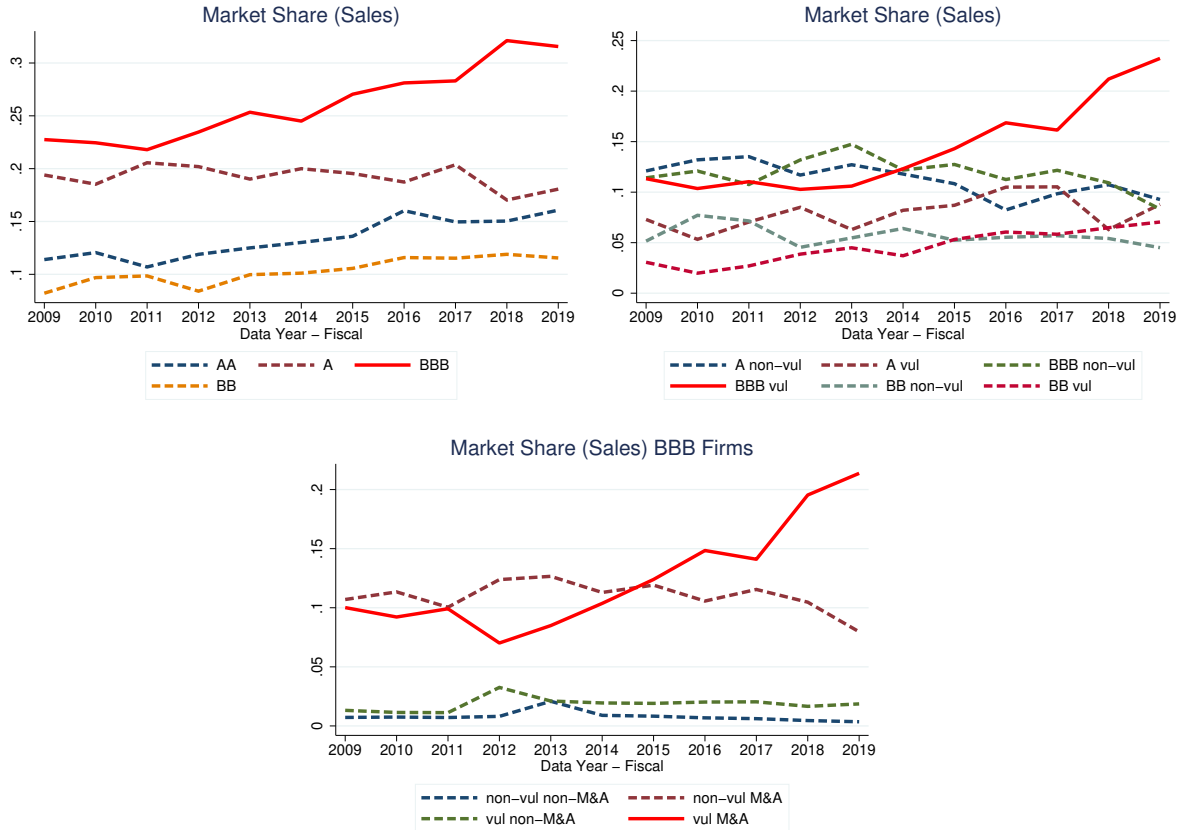 Market Share (Sales)
.3
.25
.2
.15
.1
2009 2010 2011 2012 2013 2014 2015 2016 2017 2018 2019
Data Year − Fiscal
AA A BBB
BB
Market Share (Sales)
.25
.2
.15
.1
.05
0
2009 2010 2011 2012 2013 2014 2015 2016 2017 2018 2019
Data Year − Fiscal
A non−vul A vul BBB non−vul
BBB vul BB non−vul BB vul
Market Share (Sales) BBB Firms
.2
.15
.1
.05
0
2009 2010 2011 2012 2013 2014 2015 2016 2017 2018 2019
Data Year − Fiscal
non−vul non−M&A non−vul M&A
vul non−M&A vul M&A